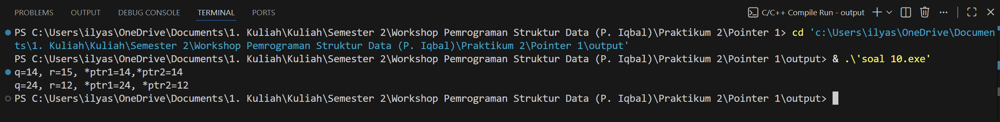 PROBLEMS OUTPUT DEBUG CONSOLE TERMINAL PORTS C/C++ Compile Run - output
PS C:\Users\ilyas\OneDrive\Documents\1. Kuliah\Kuliah\Semester 2\Workshop Pemrograman Struktur Data (P. Iqbal)\Praktikum 2\Pointer 1> cd 'c:\Users\ilyas\OneDrive\Documen
ts\1. Kuliah\Kuliah\Semester 2\Workshop Pemrograman Struktur Data (P. Iqbal)\Praktikum 2\Pointer 1\output'
PS C:\Users\ilyas\OneDrive\Documents\1. Kuliah\Kuliah\Semester 2\Workshop Pemrograman Struktur Data (P. Iqbal)\Praktikum 2\Pointer 1\output> & .\'soal 10.exe'
q=14, r=15, *ptr1=14,*ptr2=14
q=24, r=12, *ptr1=24, *ptr2=12
PS C:\Users\ilyas\OneDrive\Documents\1. Kuliah\Kuliah\Semester 2\Workshop Pemrograman Struktur Data (P. Iqbal)\Praktikum 2\Pointer 1\output>